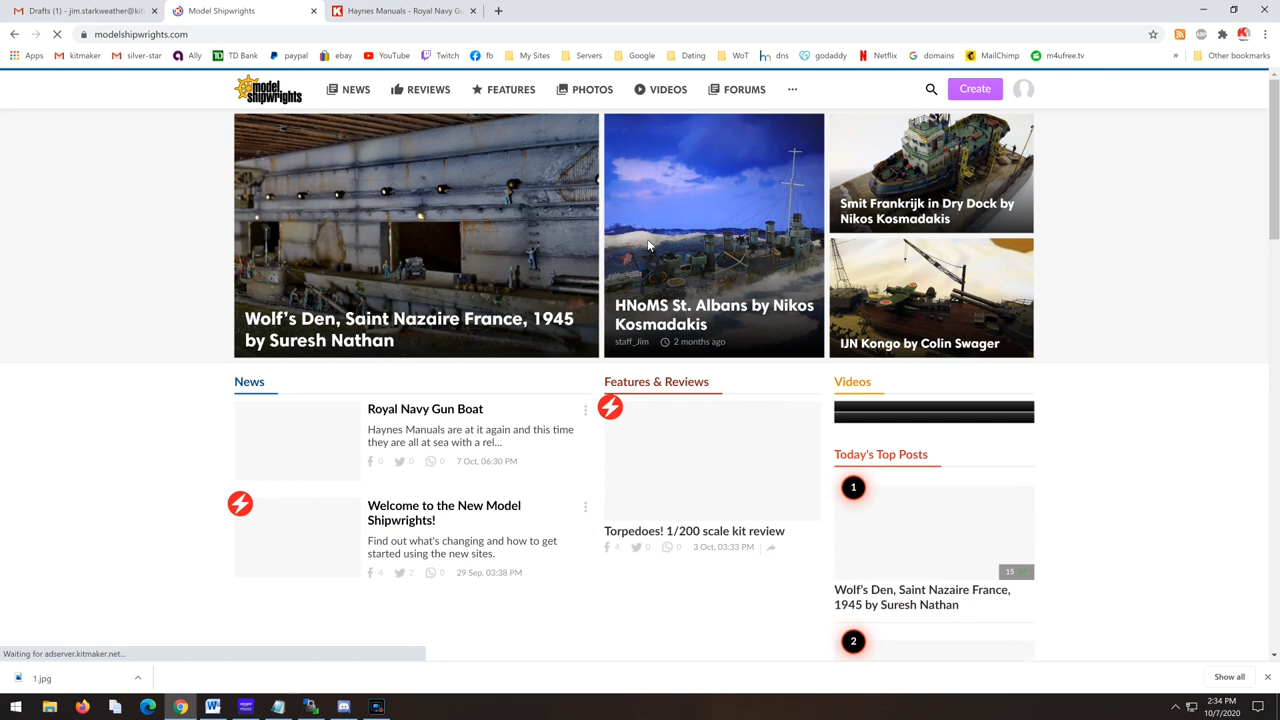 Drafts (1) - jim.starkweather@kit
Model Shipwrights
Haynes Manuals - Royal Navy Gu
modelshipwrights.com
Apps
kitmaker
silver-star
Ally
TD Bank
paypal
ebay
YouTube
Twitch
fb
My Sites
Servers
Google
Dating
WoT
dns
godaddy
Netflix
domains
MailChimp
m4ufree.tv
»
Other bookmarks
model shipwrights
NEWS
REVIEWS
FEATURES
PHOTOS
VIDEOS
FORUMS
Create
Wolf's Den, Saint Nazaire France, 1945
by Suresh Nathan
HNoMS St. Albans by Nikos
Kosmadakis
staff_Jim 2 months ago
Smit Frankrijk in Dry Dock by
Nikos Kosmadakis
IJN Kongo by Colin Swager
News
Royal Navy Gun Boat
Haynes Manuals are at it again and this time
they are all at sea with a rel...
0 0 0 7 Oct, 06:30 PM
Welcome to the New Model
Shipwrights!
Find out what's changing and how to get
started using the new sites.
4 2 0 29 Sep, 03:38 PM
Features & Reviews
Torpedoes! 1/200 scale kit review
4 0 0 3 Oct, 03:33 PM
Videos
Today's Top Posts
1
15
Wolf's Den, Saint Nazaire France,
1945 by Suresh Nathan
2
Waiting for adserver.kitmaker.net...
1.jpg
Show all
2:34 PM
10/7/2020